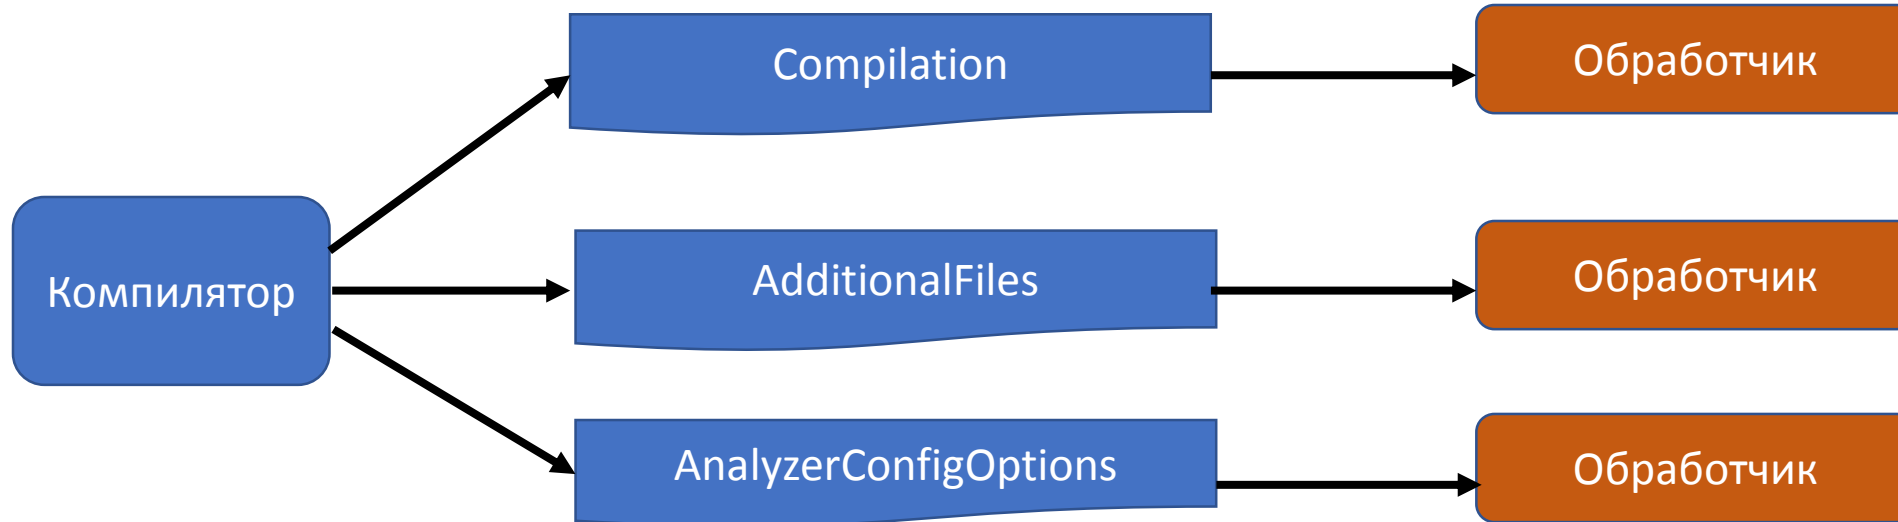 Compilation
Обработчик
Компилятор
AdditionalFiles
Обработчик
AnalyzerConfigOptions
Обработчик